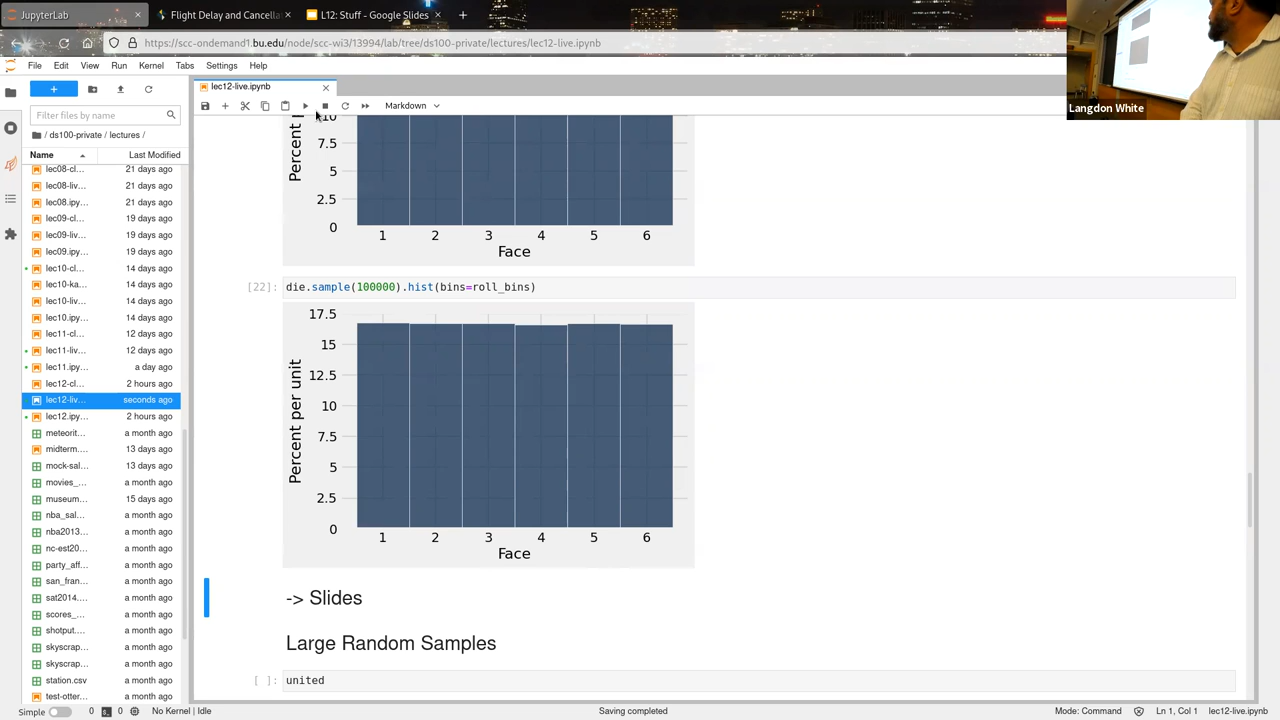 JupyterLab
Flight Delay and Cancella
L12: Stuff - Google Slides
https://scc-ondemand1.bu.edu/node/scc-wi3/13994/lab/tree/ds100-private/lectures/lec12-live.ipynb
Langdon White
File Edit View Run Kernel Tabs Settings Help
lec12-live.ipynb
Markdown
Filter files by name
/ ds100-private / lectures /
Name Last Modified
lec08-cl... 21 days ago
lec08-liv... 21 days ago
lec08.ipy... 21 days ago
lec09-cl... 19 days ago
lec09-liv... 19 days ago
lec09.ipy... 19 days ago
lec10-cl... 14 days ago
lec10-ka... 14 days ago
lec10-liv... 14 days ago
lec10.ipy... 14 days ago
lec11-cl... 12 days ago
lec11-liv... 12 days ago
lec11.ipy... a day ago
lec12-cl... 2 hours ago
lec12-liv... seconds ago
lec12.ipy... 2 hours ago
meteorit... a month ago
midterm.... 13 days ago
mock-sal... 13 days ago
movies_... a month ago
museum... 15 days ago
nba_sal... a month ago
nba2013... a month ago
nc-est20... a month ago
party_aff... a month ago
san_fran... a month ago
sat2014.... a month ago
scores_... a month ago
shotput.... a month ago
skyscrap... a month ago
skyscrap... a month ago
station.csv a month ago
test-otter... a month ago
Percent
10
7.5
5
2.5
0
1 2 3 4 5 6
Face
[22]: die.sample(100000).hist(bins=roll_bins)
Percent per unit
17.5
15
12.5
10
7.5
5
2.5
0
1 2 3 4 5 6
Face
-> Slides
Large Random Samples
[ ]: united
Simple 0 0 No Kernel | Idle Saving completed Mode: Command Ln 1, Col 1 lec12-live.ipynb